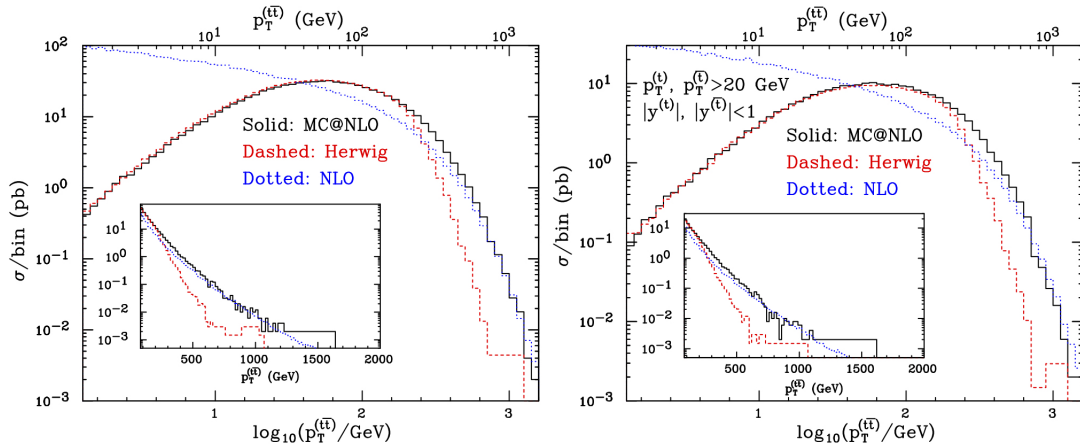 p_T^(tt̄) (GeV)
10^1 10^2 10^3
10^2
10^1
10^0
10^−1
10^−2
10^−3
σ/bin (pb)
Solid: MC@NLO
Dashed: Herwig
Dotted: NLO
10^1
10^0
10^−1
10^−2
10^−3
500 1000 1500 2000
p_T^(tt̄) (GeV)
1 2 3
log_10(p_T^(tt̄)/GeV)
p_T^(tt̄) (GeV)
10^1 10^2 10^3
10^1
10^0
10^−1
10^−2
10^−3
σ/bin (pb)
p_T^(t), p_T^(t̄)>20 GeV
|y^(t)|, |y^(t̄)|<1
Solid: MC@NLO
Dashed: Herwig
Dotted: NLO
10^1
10^0
10^−1
10^−2
10^−3
500 1000 1500 2000
p_T^(tt̄) (GeV)
1 2 3
log_10(p_T^(tt̄)/GeV)